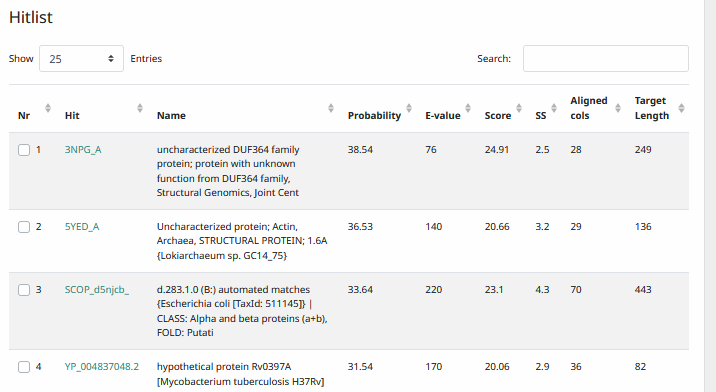 Hitlist
Show 25 Entries Search:
Aligned Target
Nr Hit Name Probability E-value Score SS cols Length
1 3NPG_A uncharacterized DUF364 family 38.54 76 24.91 2.5 28 249
protein; protein with unknown
function from DUF364 family,
Structural Genomics, Joint Cent
2 5YED_A Uncharacterized protein; Actin, 36.53 140 20.66 3.2 29 136
Archaea, STRUCTURAL PROTEIN; 1.6A
{Lokiarchaeum sp. GC14_75}
3 SCOP_d5njcb_ d.283.1.0 (B:) automated matches 33.64 220 23.1 4.3 70 443
{Escherichia coli [TaxId: 511145]} |
CLASS: Alpha and beta proteins (a+b),
FOLD: Putati
4 YP_004837048.2 hypothetical protein Rv0397A 31.54 170 20.06 2.9 36 82
[Mycobacterium tuberculosis H37Rv]